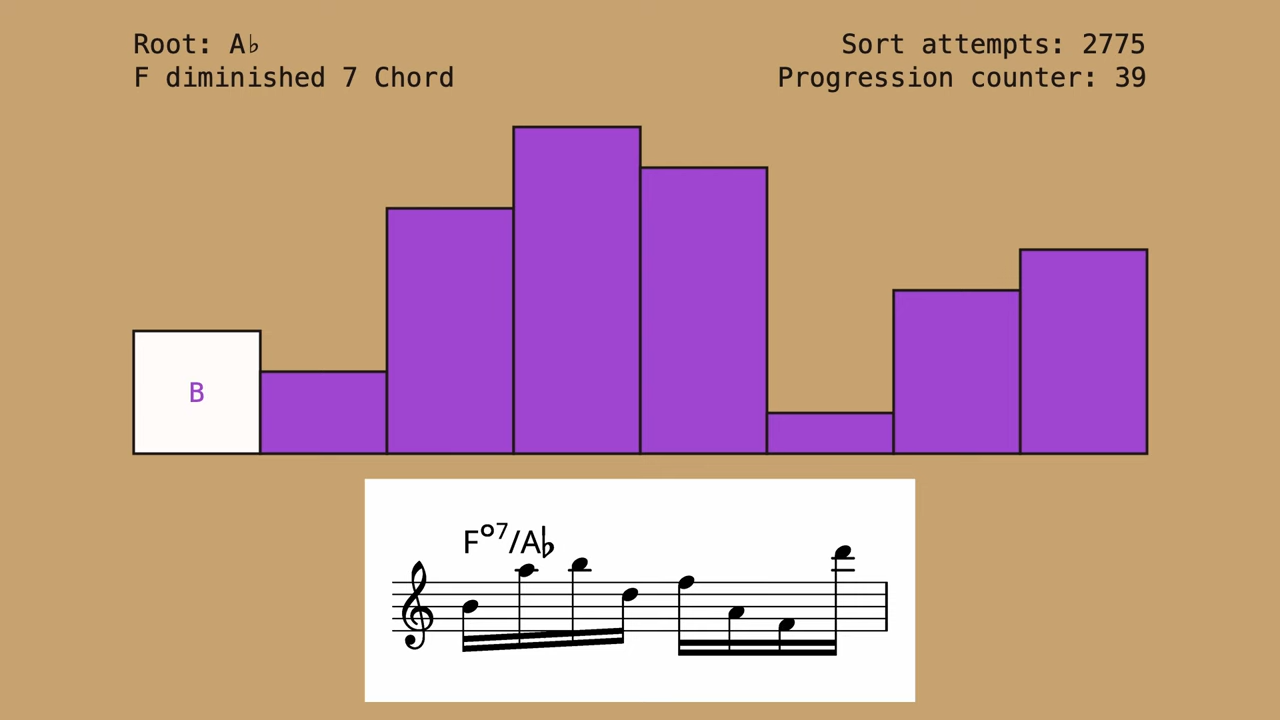 Root: A♭
F diminished 7 Chord
Sort attempts: 2775
Progression counter: 39
B
F°⁷/A♭